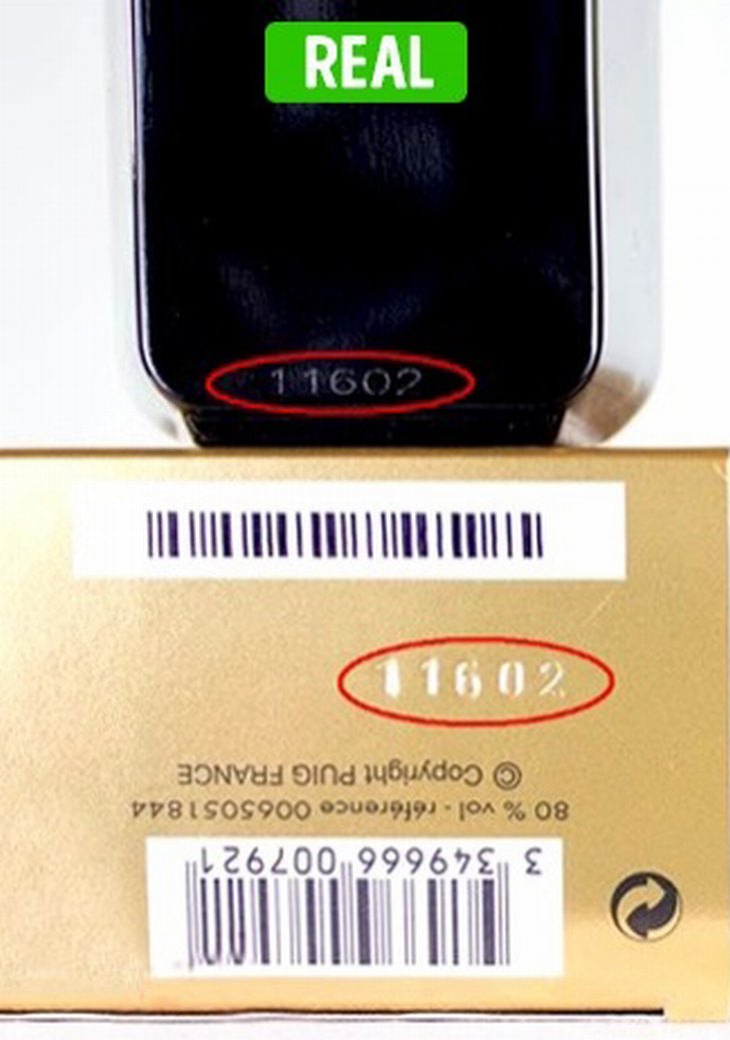 REAL
11602
11602
© Copyright PUIG FRANCE
80 % vol - référence 0065051844
3 349666 007921